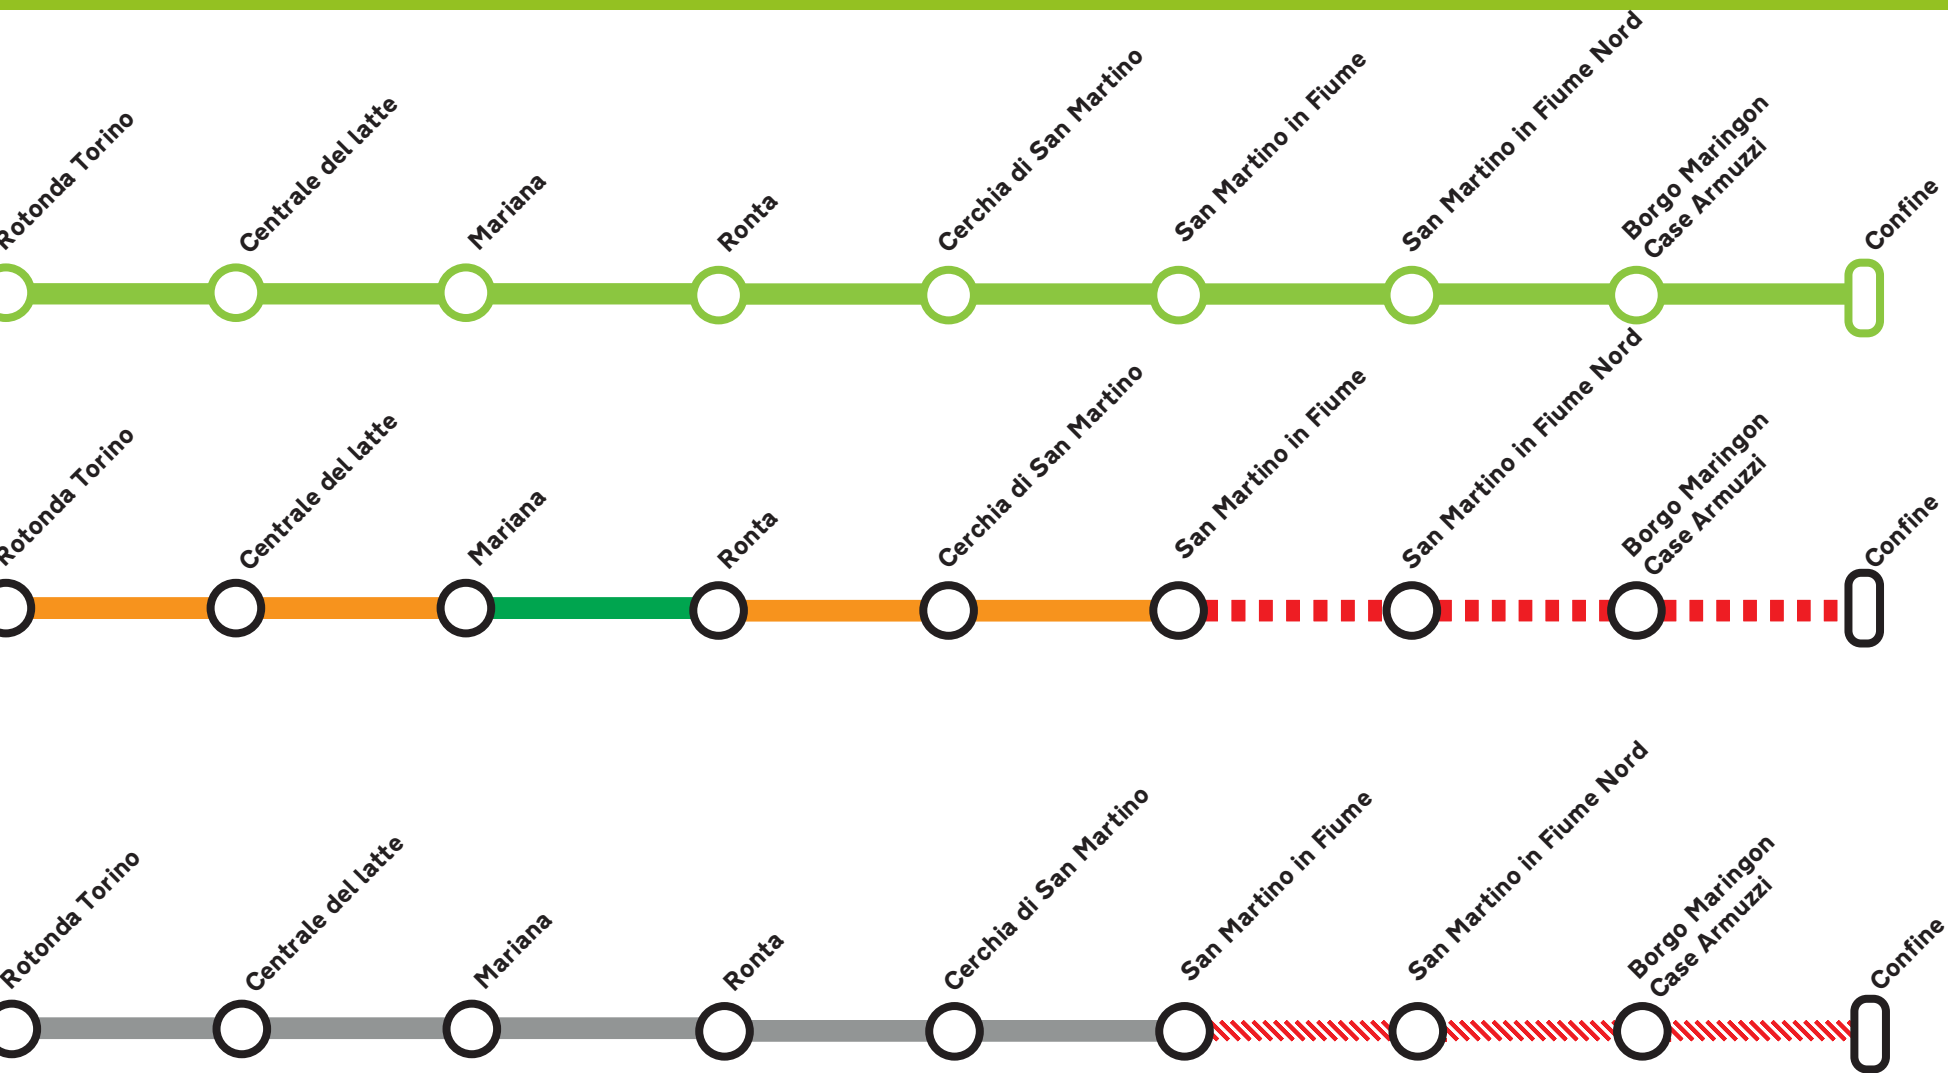 Rotonda Torino
Centrale del latte
Mariana
Ronta
Cerchia di San Martino
San Martino in Fiume
San Martino in Fiume Nord
Borgo Maringon
Case Armuzzi
Confine
Rotonda Torino
Centrale del latte
Mariana
Ronta
Cerchia di San Martino
San Martino in Fiume
San Martino in Fiume Nord
Borgo Maringon
Case Armuzzi
Confine
Rotonda Torino
Centrale del latte
Mariana
Ronta
Cerchia di San Martino
San Martino in Fiume
San Martino in Fiume Nord
Borgo Maringon
Case Armuzzi
Confine